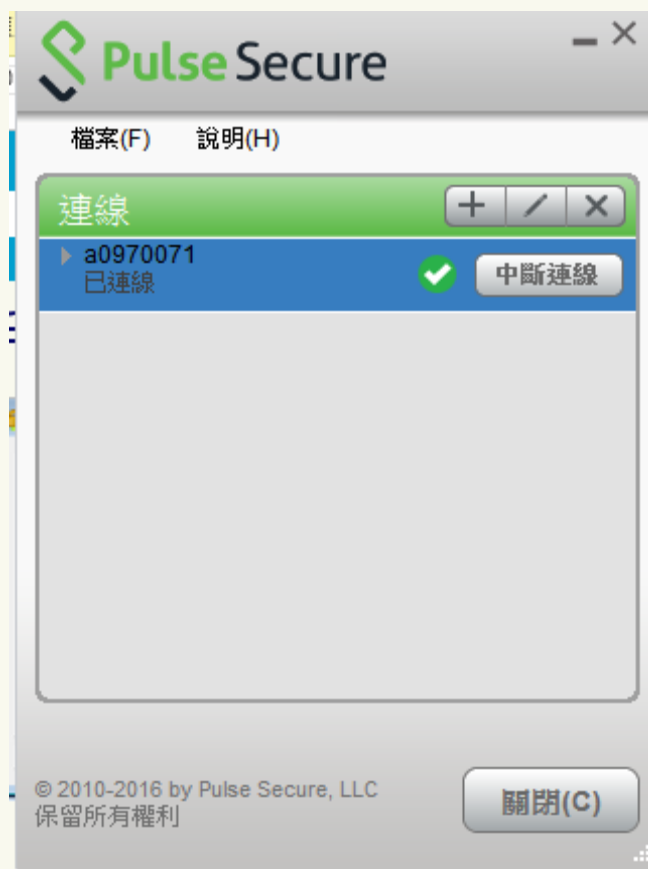 Pulse Secure
檔案(F) 說明(H)
連線
a0970071
已連線
中斷連線
© 2010-2016 by Pulse Secure, LLC
保留所有權利
關閉(C)